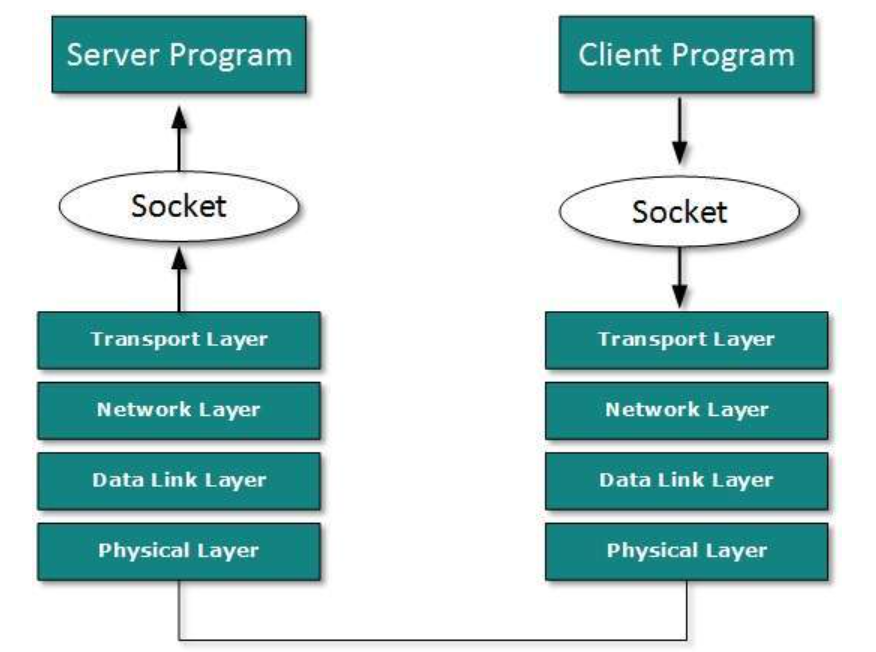 Server Program
Client Program
Socket
Socket
Transport Layer
Transport Layer
Network Layer
Network Layer
Data Link Layer
Data Link Layer
Physical Layer
Physical Layer